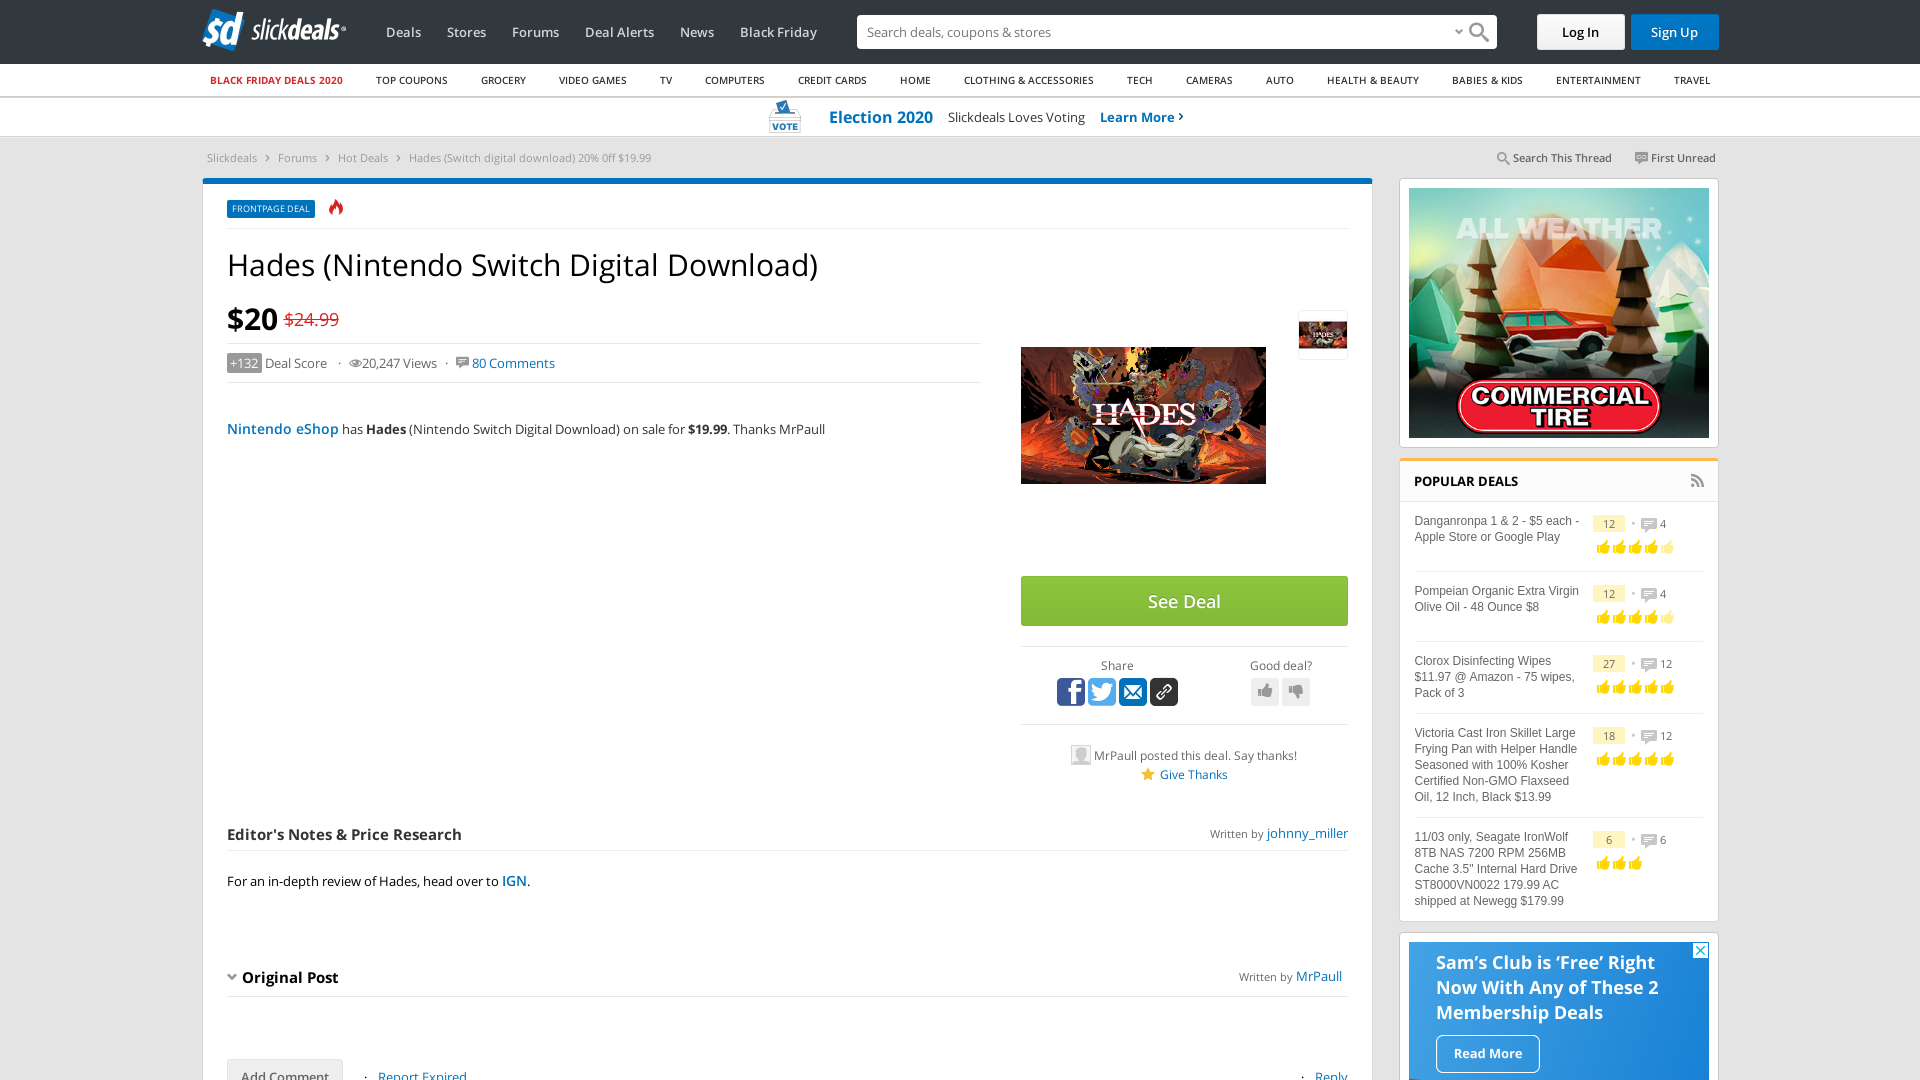 slickdeals
Deals
Stores
Forums
Deal Alerts
News
Black Friday
Search deals, coupons & stores
Log In
Sign Up
BLACK FRIDAY DEALS 2020
TOP COUPONS
GROCERY
VIDEO GAMES
TV
COMPUTERS
CREDIT CARDS
HOME
CLOTHING & ACCESSORIES
TECH
CAMERAS
AUTO
HEALTH & BEAUTY
BABIES & KIDS
ENTERTAINMENT
TRAVEL
VOTE
Election 2020 Slickdeals Loves Voting Learn More
Slickdeals > Forums > Hot Deals > Hades (Switch digital download) 20% 0ff $19.99
Search This Thread
First Unread
FRONTPAGE DEAL
Hades (Nintendo Switch Digital Download)
$20 $24.99
+132 Deal Score · 20,247 Views · 80 Comments
Nintendo eShop has Hades (Nintendo Switch Digital Download) on sale for $19.99. Thanks MrPaull
HADES
HADES
See Deal
Share
Good deal?
MrPaull posted this deal. Say thanks!
Give Thanks
Editor's Notes & Price Research
Written by johnny_miller
For an in-depth review of Hades, head over to IGN.
Original Post
Written by MrPaull
Add Comment
· Report Expired
· Reply
ALL WEATHER
COMMERCIAL
TIRE
POPULAR DEALS
Danganronpa 1 & 2 - $5 each -
Apple Store or Google Play
12 • 4
Pompeian Organic Extra Virgin
Olive Oil - 48 Ounce $8
12 • 4
Clorox Disinfecting Wipes
$11.97 @ Amazon - 75 wipes,
Pack of 3
27 • 12
Victoria Cast Iron Skillet Large
Frying Pan with Helper Handle
Seasoned with 100% Kosher
Certified Non-GMO Flaxseed
Oil, 12 Inch, Black $13.99
18 • 12
11/03 only, Seagate IronWolf
8TB NAS 7200 RPM 256MB
Cache 3.5" Internal Hard Drive
ST8000VN0022 179.99 AC
shipped at Newegg $179.99
6 • 6
Sam's Club is ‘Free’ Right
Now With Any of These 2
Membership Deals
Read More